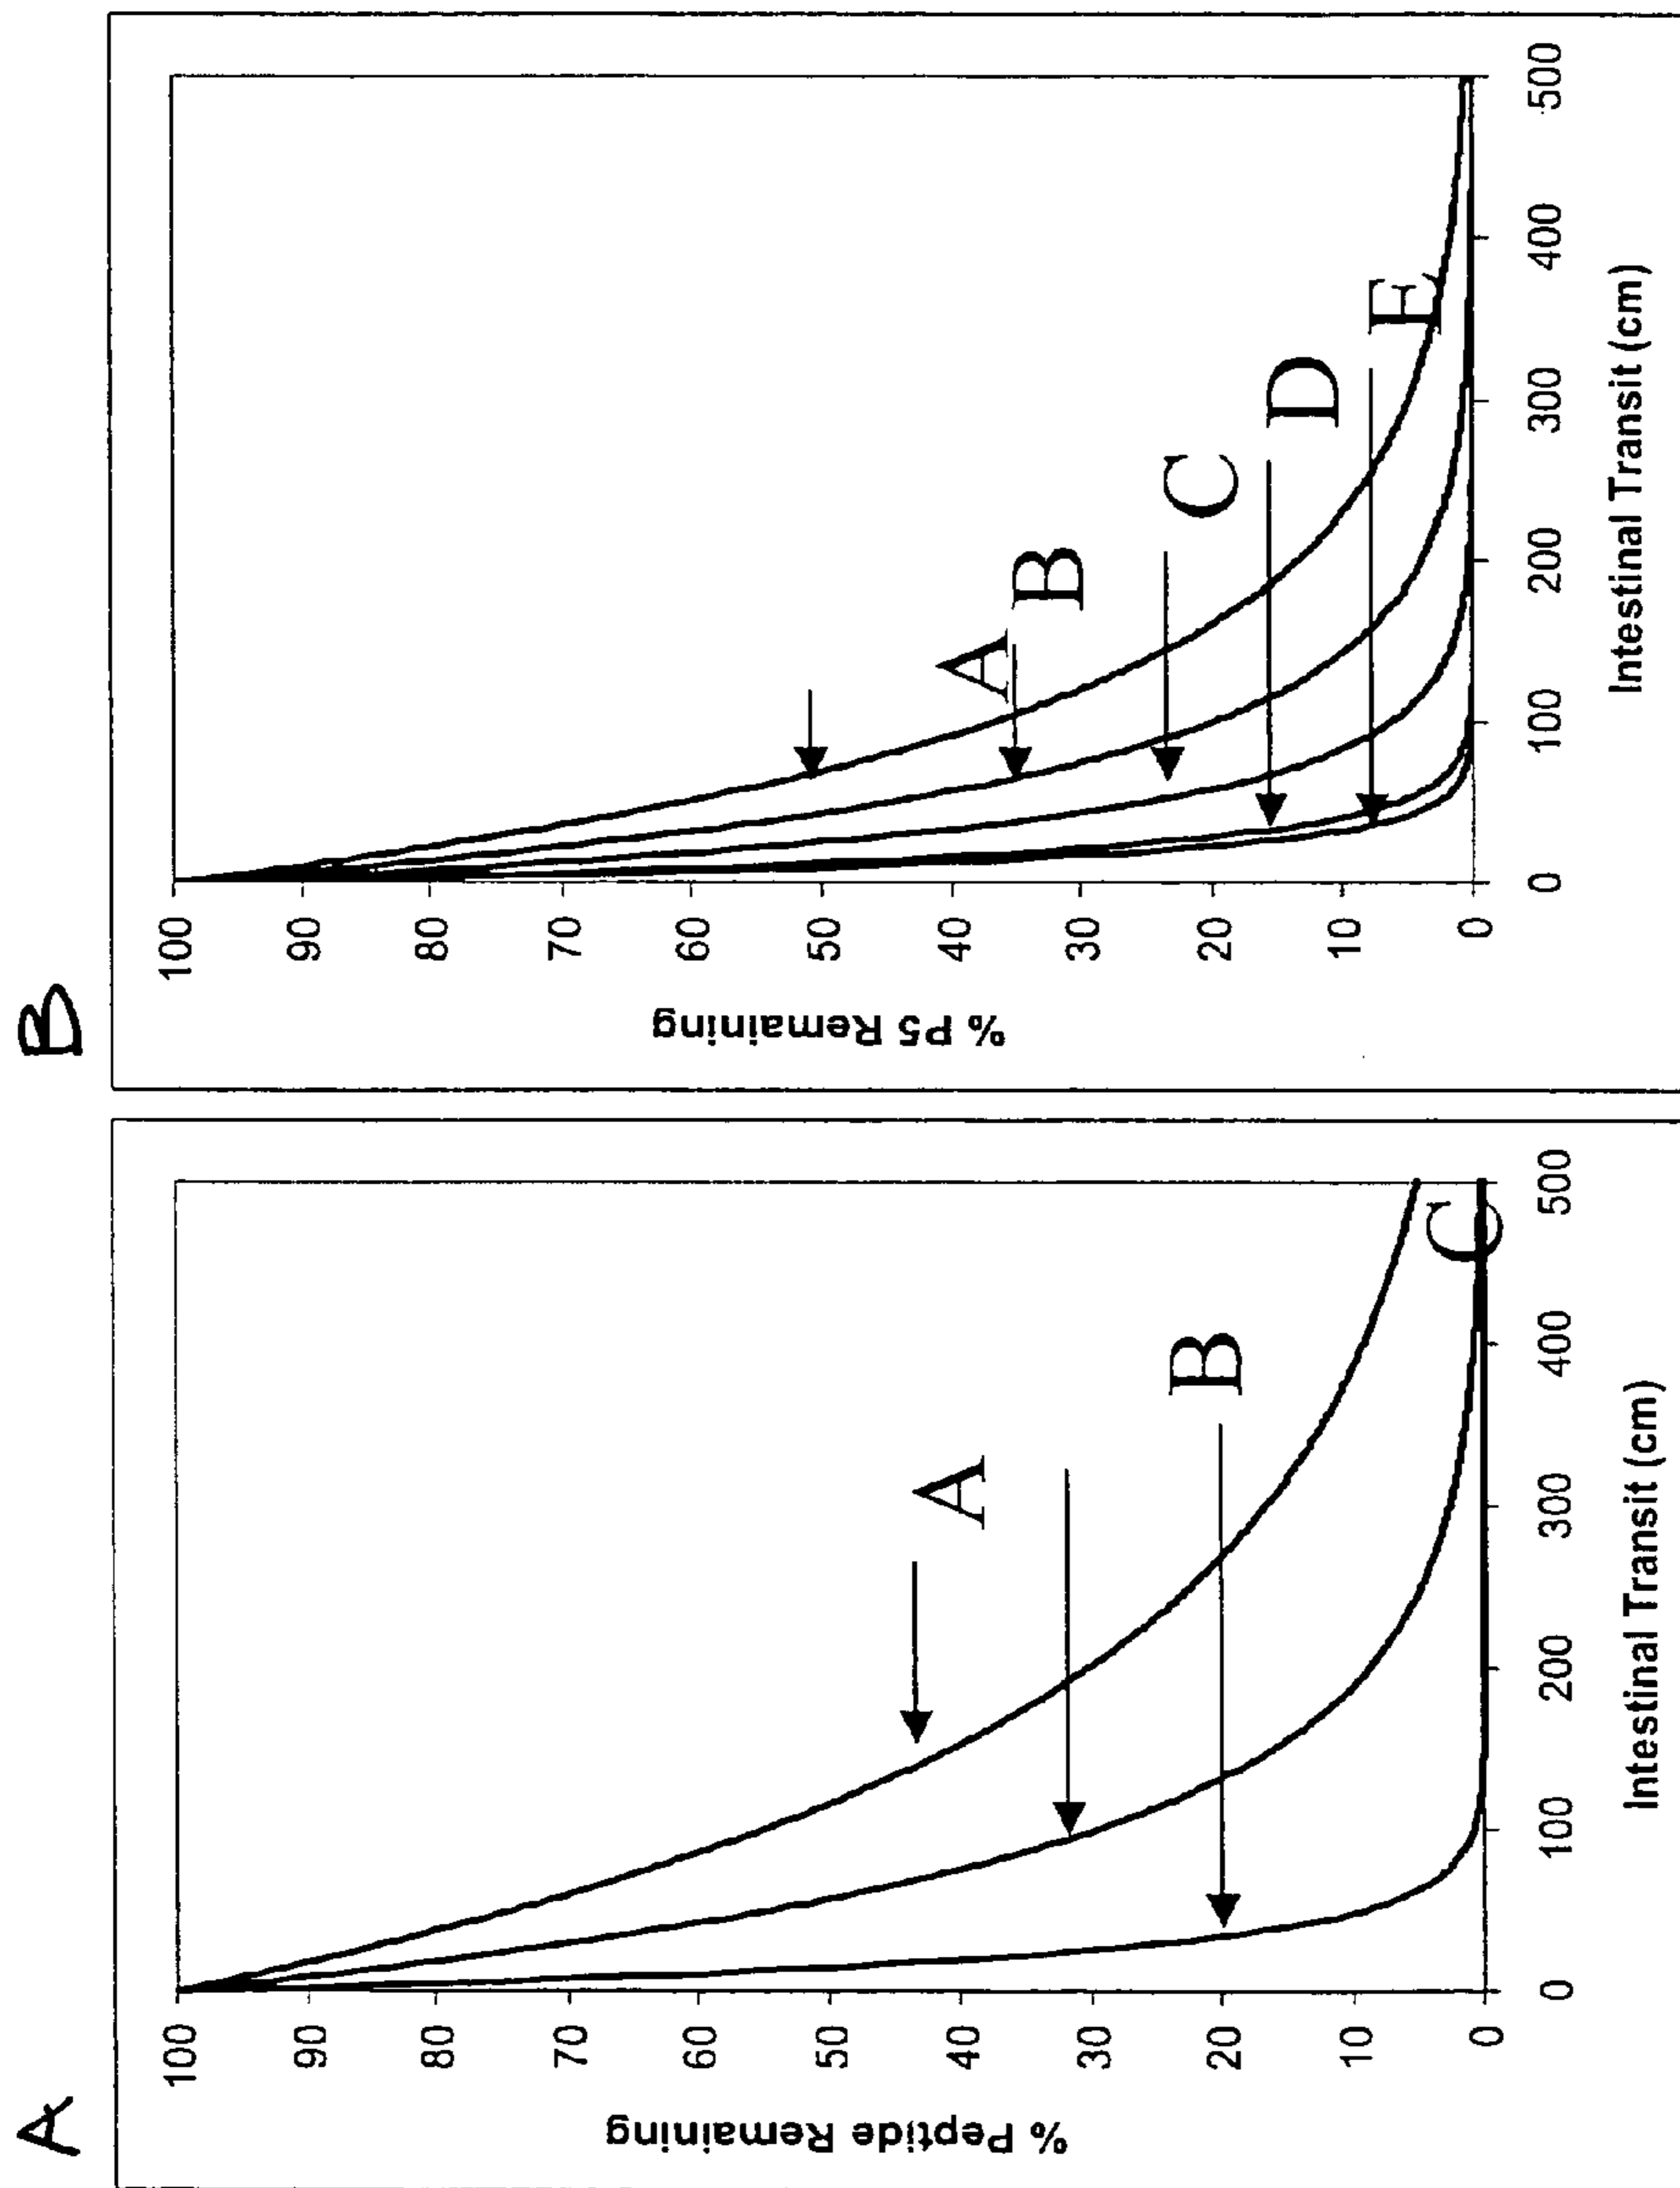 A
% Peptide Remaining
100
90
80
70
60
50
40
30
20
10
0
A
B
C
0 100 200 300 400 500
Intestinal Transit (cm)
B
% P5 Remaining
100
90
80
70
60
50
40
30
20
10
0
A
B
C
D
E
0 100 200 300 400 500
Intestinal Transit (cm)